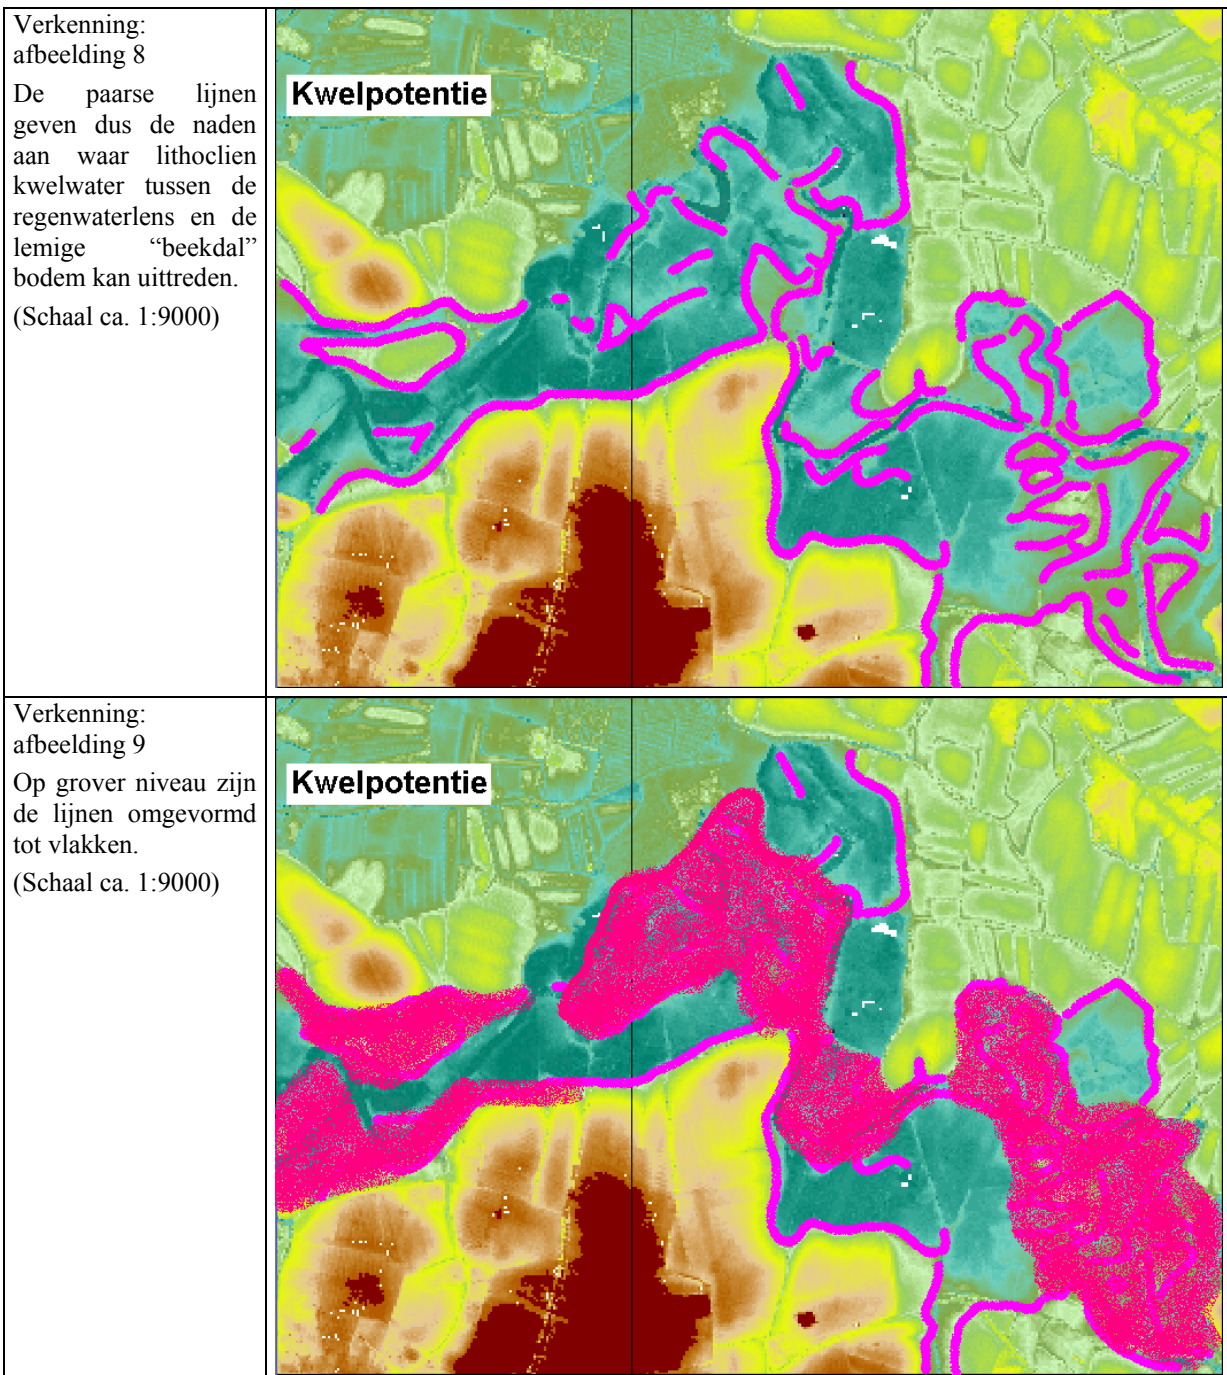 Verkenning:
afbeelding 8
De paarse lijnen
geven dus de naden
aan waar lithoclien
kwelwater tussen de
regenwaterlens en de
lemige “beekdal”
bodem kan uittreden.
(Schaal ca. 1:9000)
Kwelpotentie
Verkenning:
afbeelding 9
Op grover niveau zijn
de lijnen omgevormd
tot vlakken.
(Schaal ca. 1:9000)
Kwelpotentie